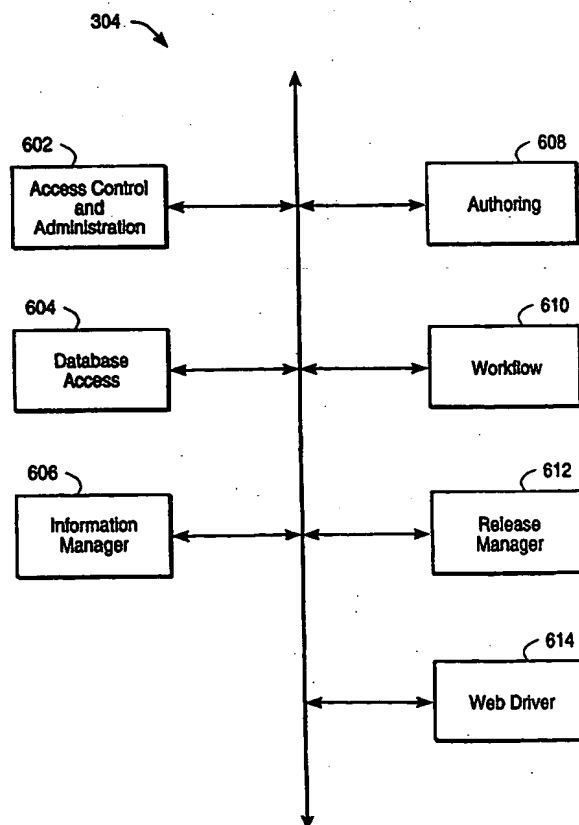 304
602
Access Control
and
Administration
608
Authoring
604
Database
Access
610
Workflow
606
Information
Manager
612
Release
Manager
614
Web Driver